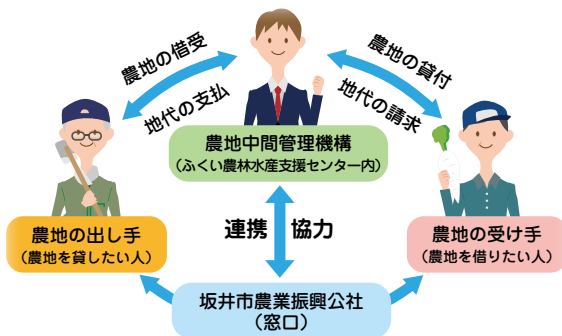 農地の借受
地代の支払
農地の貸付
地代の請求
農地中間管理機構
(ふくい農林水産支援センター内)
農地の出し手
(農地を貸したい人)
連携 協力
農地の受け手
(農地を借りたい人)
坂井市農業振興公社
(窓口)